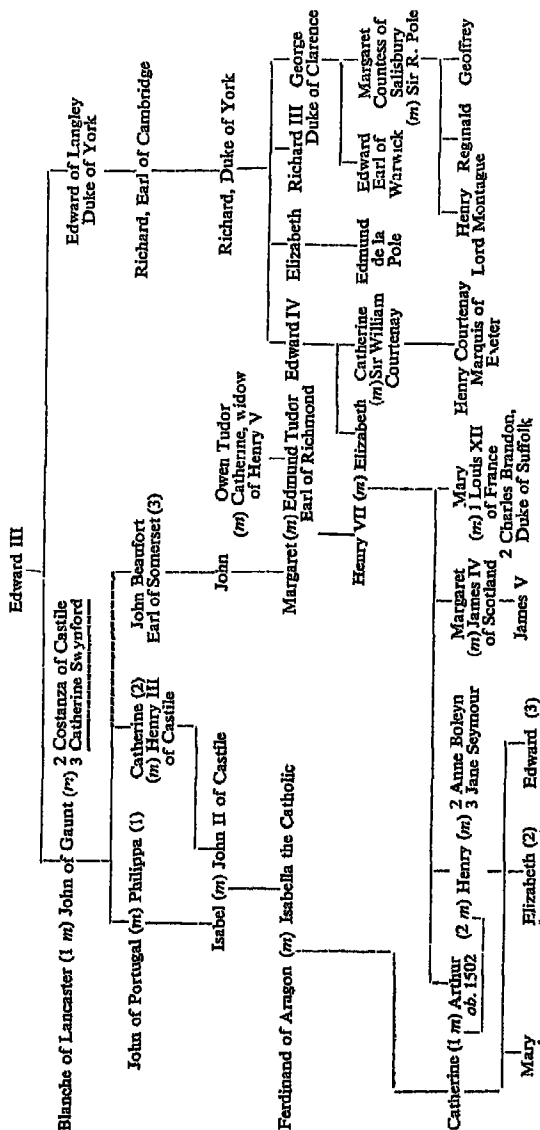 Edward III
Blanche of Lancaster (1 m) John of Gaunt (m) 2 Costanza of Castile
3 Catherine Swynford
Edward of Langley
Duke of York
John of Portugal (m) Philippa (1)
Catherine (2)
(m) Henry III
of Castile
John Beaufort
Earl of Somerset (3)
Richard, Earl of Cambridge
Isabel (m) John II of Castile
John
Owen Tudor
(m) Catherine, widow
of Henry V
Richard, Duke of York
Ferdinand of Aragon (m) Isabella the Catholic
Margaret (m) Edmund Tudor
Earl of Richmond
Edward IV
Elizabeth
Richard III
George
Duke of Clarence
Henry VII (m) Elizabeth
Catherine
(m) Sir William
Courtenay
Edmund
de la
Pole
Edward
Earl of
Warwick
Margaret
Countess of
Salisbury
(m) Sir R. Pole
Catherine (1 m) Arthur
ob. 1502
(2 m) Henry (m) 2 Anne Boleyn
3 Jane Seymour
Margaret
(m) James IV
of Scotland
Mary
(m) 1 Louis XII
of France
2 Charles Brandon,
Duke of Suffolk
Henry Courtenay
Marquis of
Exeter
Henry
Lord Montague
Reginald
Geoffrey
James V
Mary
Elizabeth (2)
Edward (3)